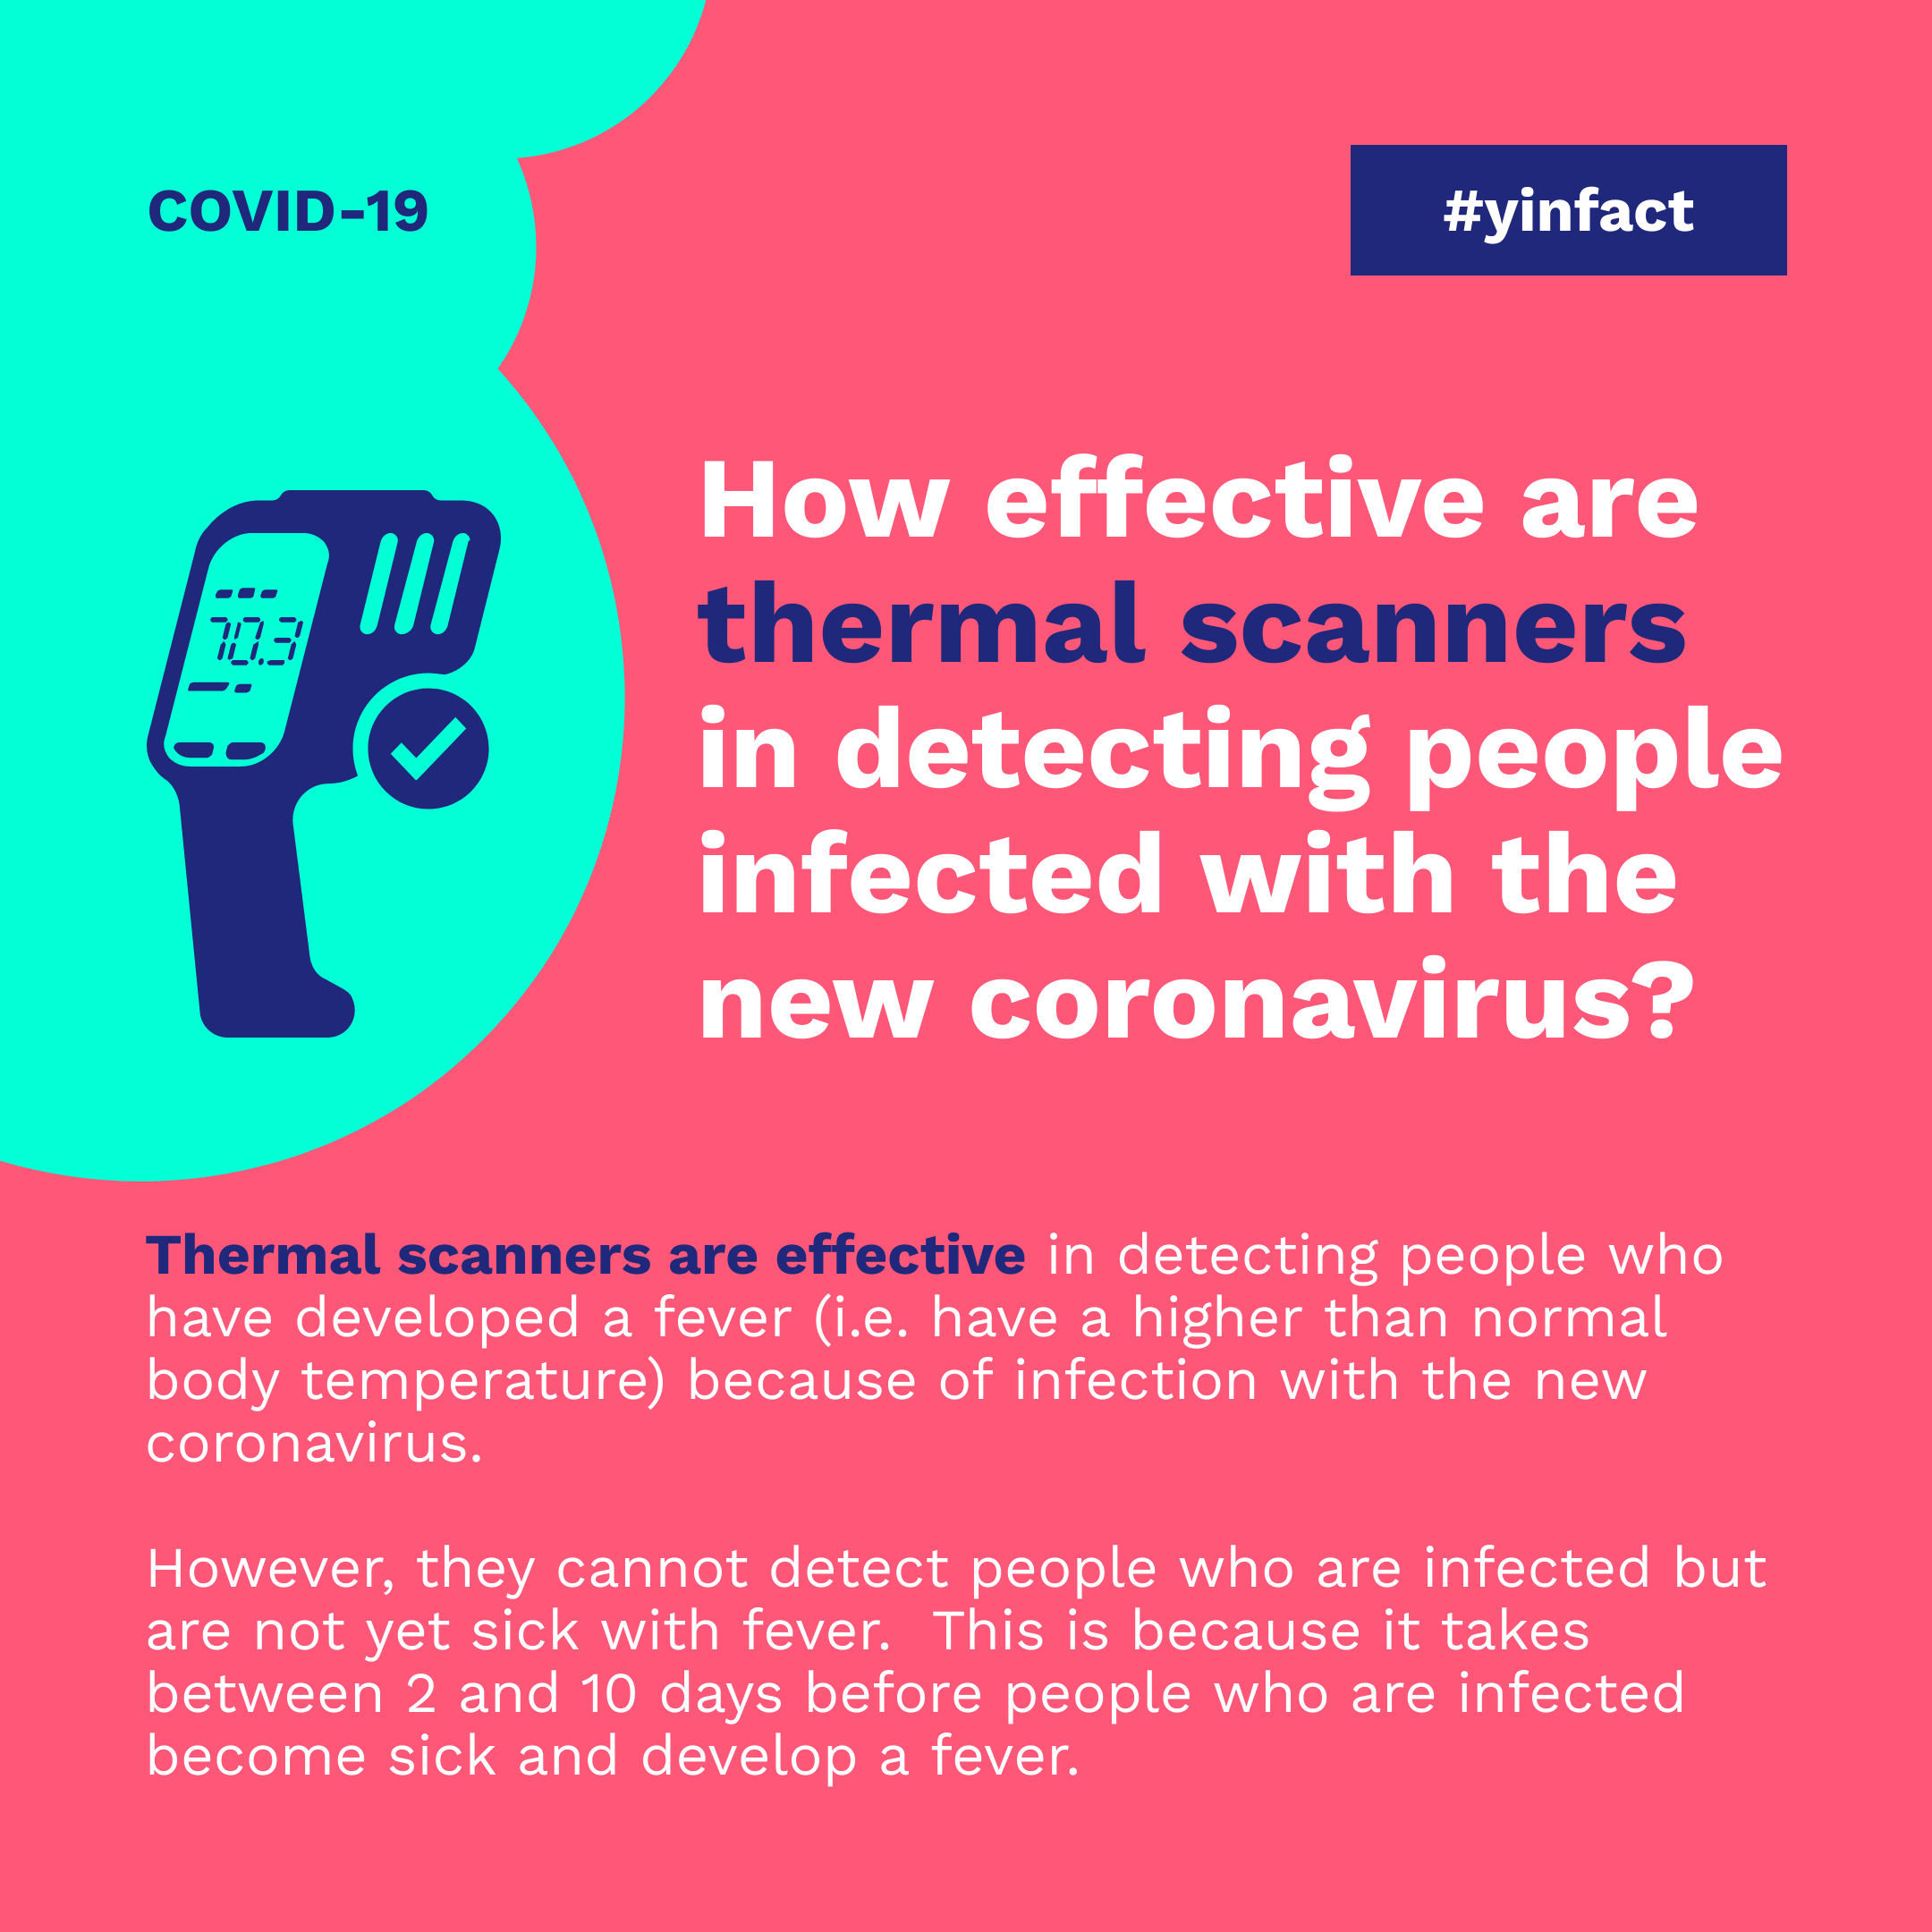 COVID-19
#yinfact
How effective are
thermal scanners
in detecting people
infected with the
new coronavirus?
Thermal scanners are effective in detecting people who
have developed a fever (i.e. have a higher than normal
body temperature) because of infection with the new
coronavirus.
However, they cannot detect people who are infected but
are not yet sick with fever.  This is because it takes
between 2 and 10 days before people who are infected
become sick and develop a fever.